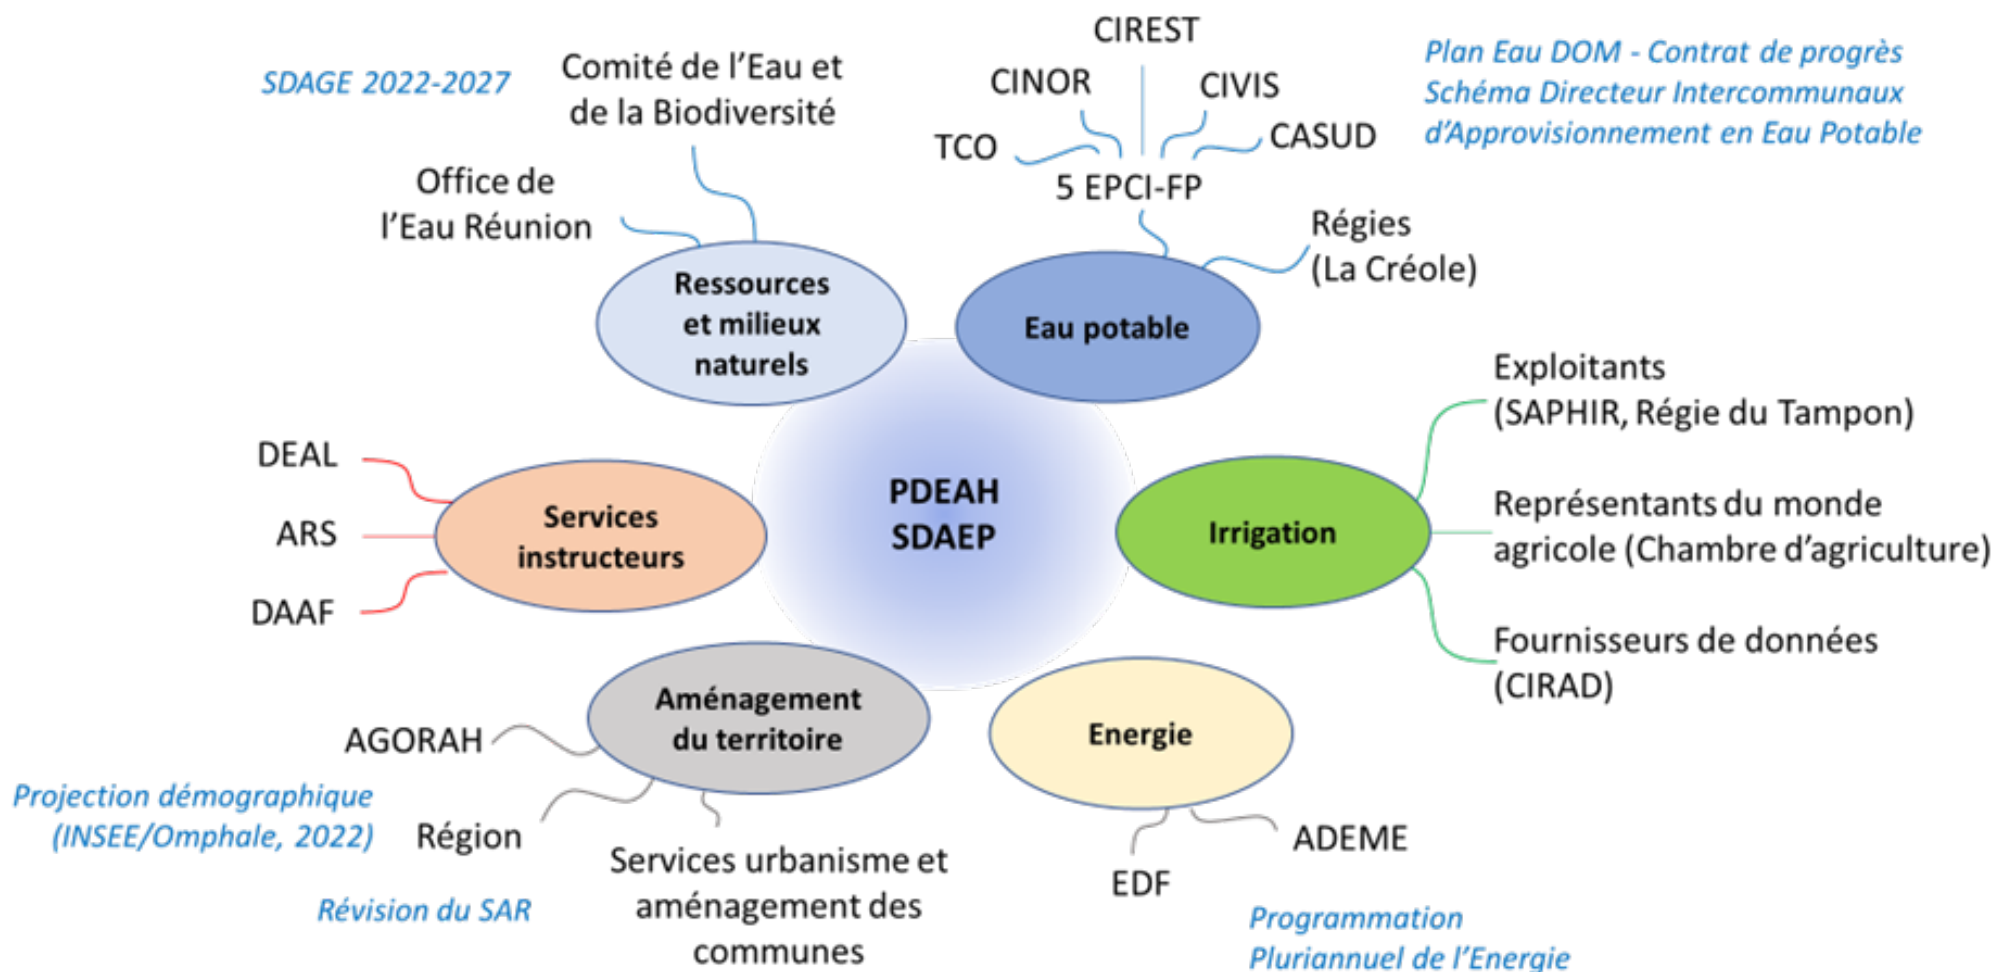 SDAGE 2022-2027
Comité de l'Eau et
de la Biodiversité
Office de
l'Eau Réunion
Ressources
et milieux
naturels
CIREST
CINOR
CIVIS
TCO
CASUD
5 EPCI-FP
Plan Eau DOM - Contrat de progrès
Schéma Directeur Intercommunaux
d'Approvisionnement en Eau Potable
Régies
(La Créole)
Eau potable
Exploitants
(SAPHIR, Régie du Tampon)
Représentants du monde
agricole (Chambre d'agriculture)
Fournisseurs de données
(CIRAD)
Irrigation
PDEAH
SDAEP
DEAL
ARS
DAAF
Services
instructeurs
Aménagement
du territoire
AGORAH
Projection démographique
(INSEE/Omphale, 2022)
Région
Révision du SAR
Services urbanisme et
aménagement des
communes
Energie
EDF
ADEME
Programmation
Pluriannuel de l'Energie